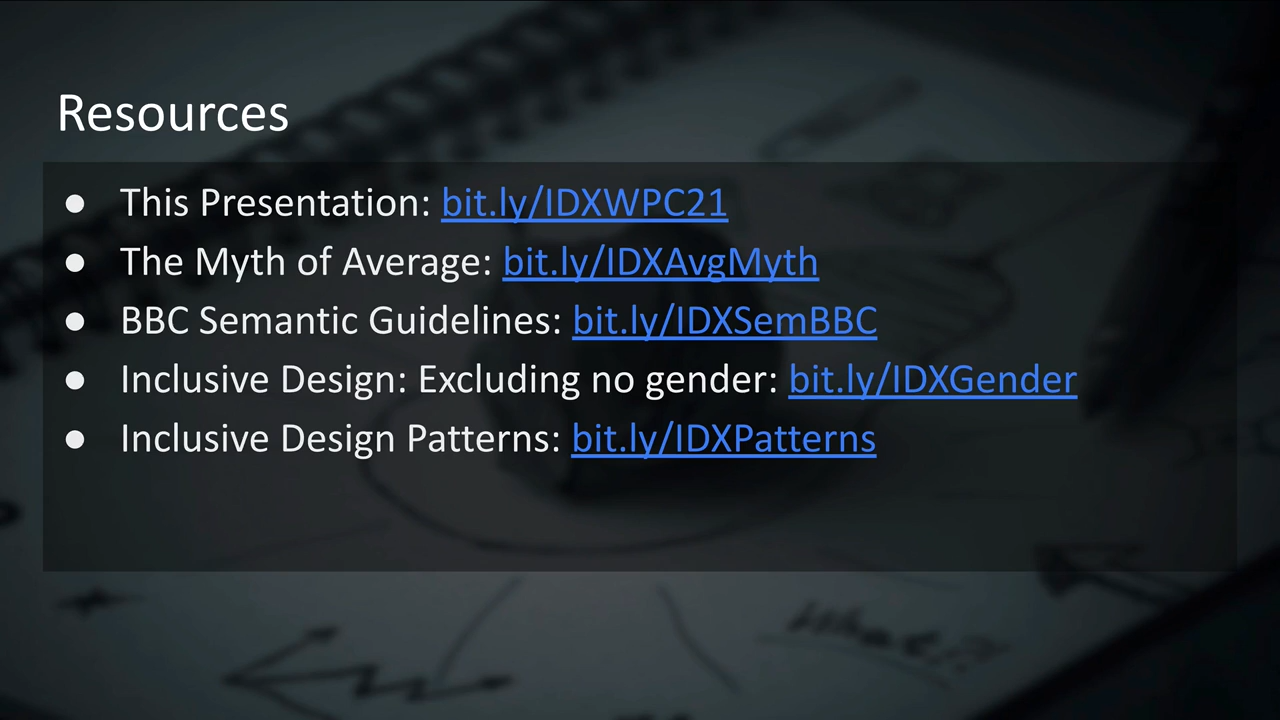 Resources
● This Presentation: bit.ly/IDXWPC21
● The Myth of Average: bit.ly/IDXAvgMyth
● BBC Semantic Guidelines: bit.ly/IDXSemBBC
● Inclusive Design: Excluding no gender: bit.ly/IDXGender
● Inclusive Design Patterns: bit.ly/IDXPatterns
What?!